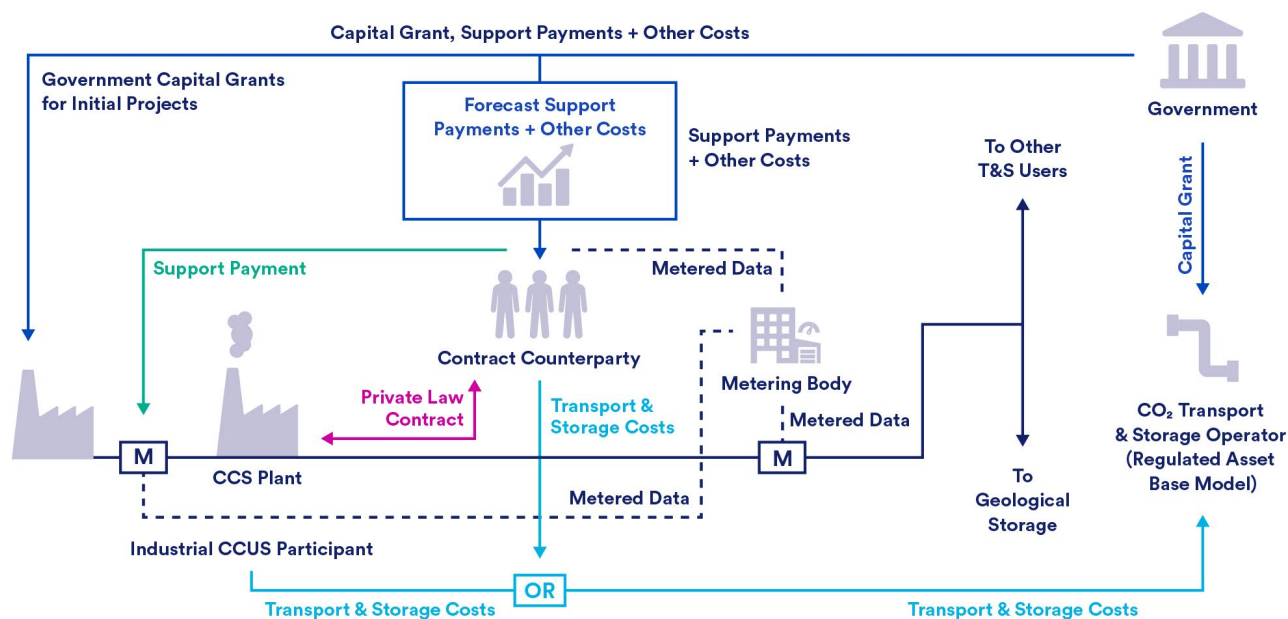 Capital Grant, Support Payments + Other Costs
Government Capital Grants
for Initial Projects
Forecast Support
Payments + Other Costs
Support Payments
+ Other Costs
Government
To Other
T&S Users
Capital Grant
Support Payment
Metered Data
Contract Counterparty
Metering Body
Private Law
Contract
Transport &
Storage Costs
Metered Data
CO₂ Transport
& Storage Operator
(Regulated Asset
Base Model)
M
M
CCS Plant
To
Geological
Storage
Metered Data
Industrial CCUS Participant
OR
Transport & Storage Costs
Transport & Storage Costs